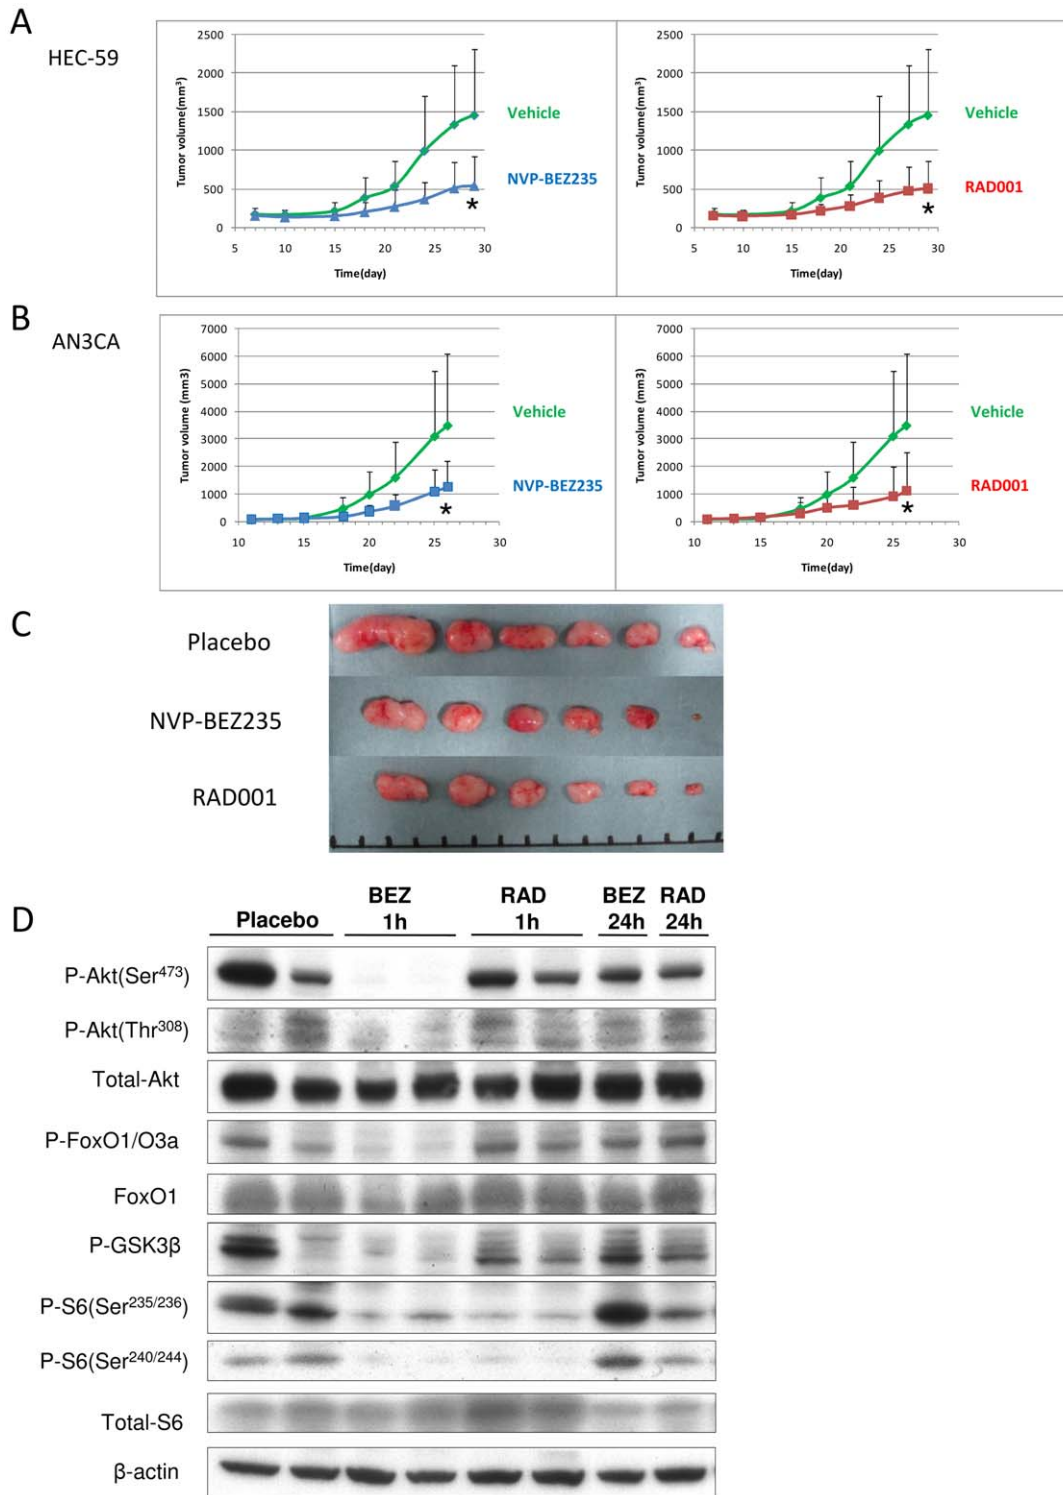 A
HEC-59
Tumor volume(mm³)
2500
2000
1500
1000
500
0
5
10
15
20
25
30
Time(day)
Vehicle
NVP-BEZ235
*
Tumor volume(mm³)
2500
2000
1500
1000
500
0
5
10
15
20
25
30
Time(day)
Vehicle
RAD001
*
B
AN3CA
Tumor volume (mm3)
7000
6000
5000
4000
3000
2000
1000
0
10
15
20
25
30
Time(day)
Vehicle
NVP-BEZ235
*
Tumor volume (mm3)
7000
6000
5000
4000
3000
2000
1000
0
10
15
20
25
30
Time(day)
Vehicle
RAD001
*
C
Placebo
NVP-BEZ235
RAD001
D
Placebo
BEZ
1h
RAD
1h
BEZ
24h
RAD
24h
P-Akt(Ser⁴⁷³)
P-Akt(Thr³⁰⁸)
Total-Akt
P-FoxO1/O3a
FoxO1
P-GSK3β
P-S6(Ser²³⁵/²³⁶)
P-S6(Ser²⁴⁰/²⁴⁴)
Total-S6
β-actin